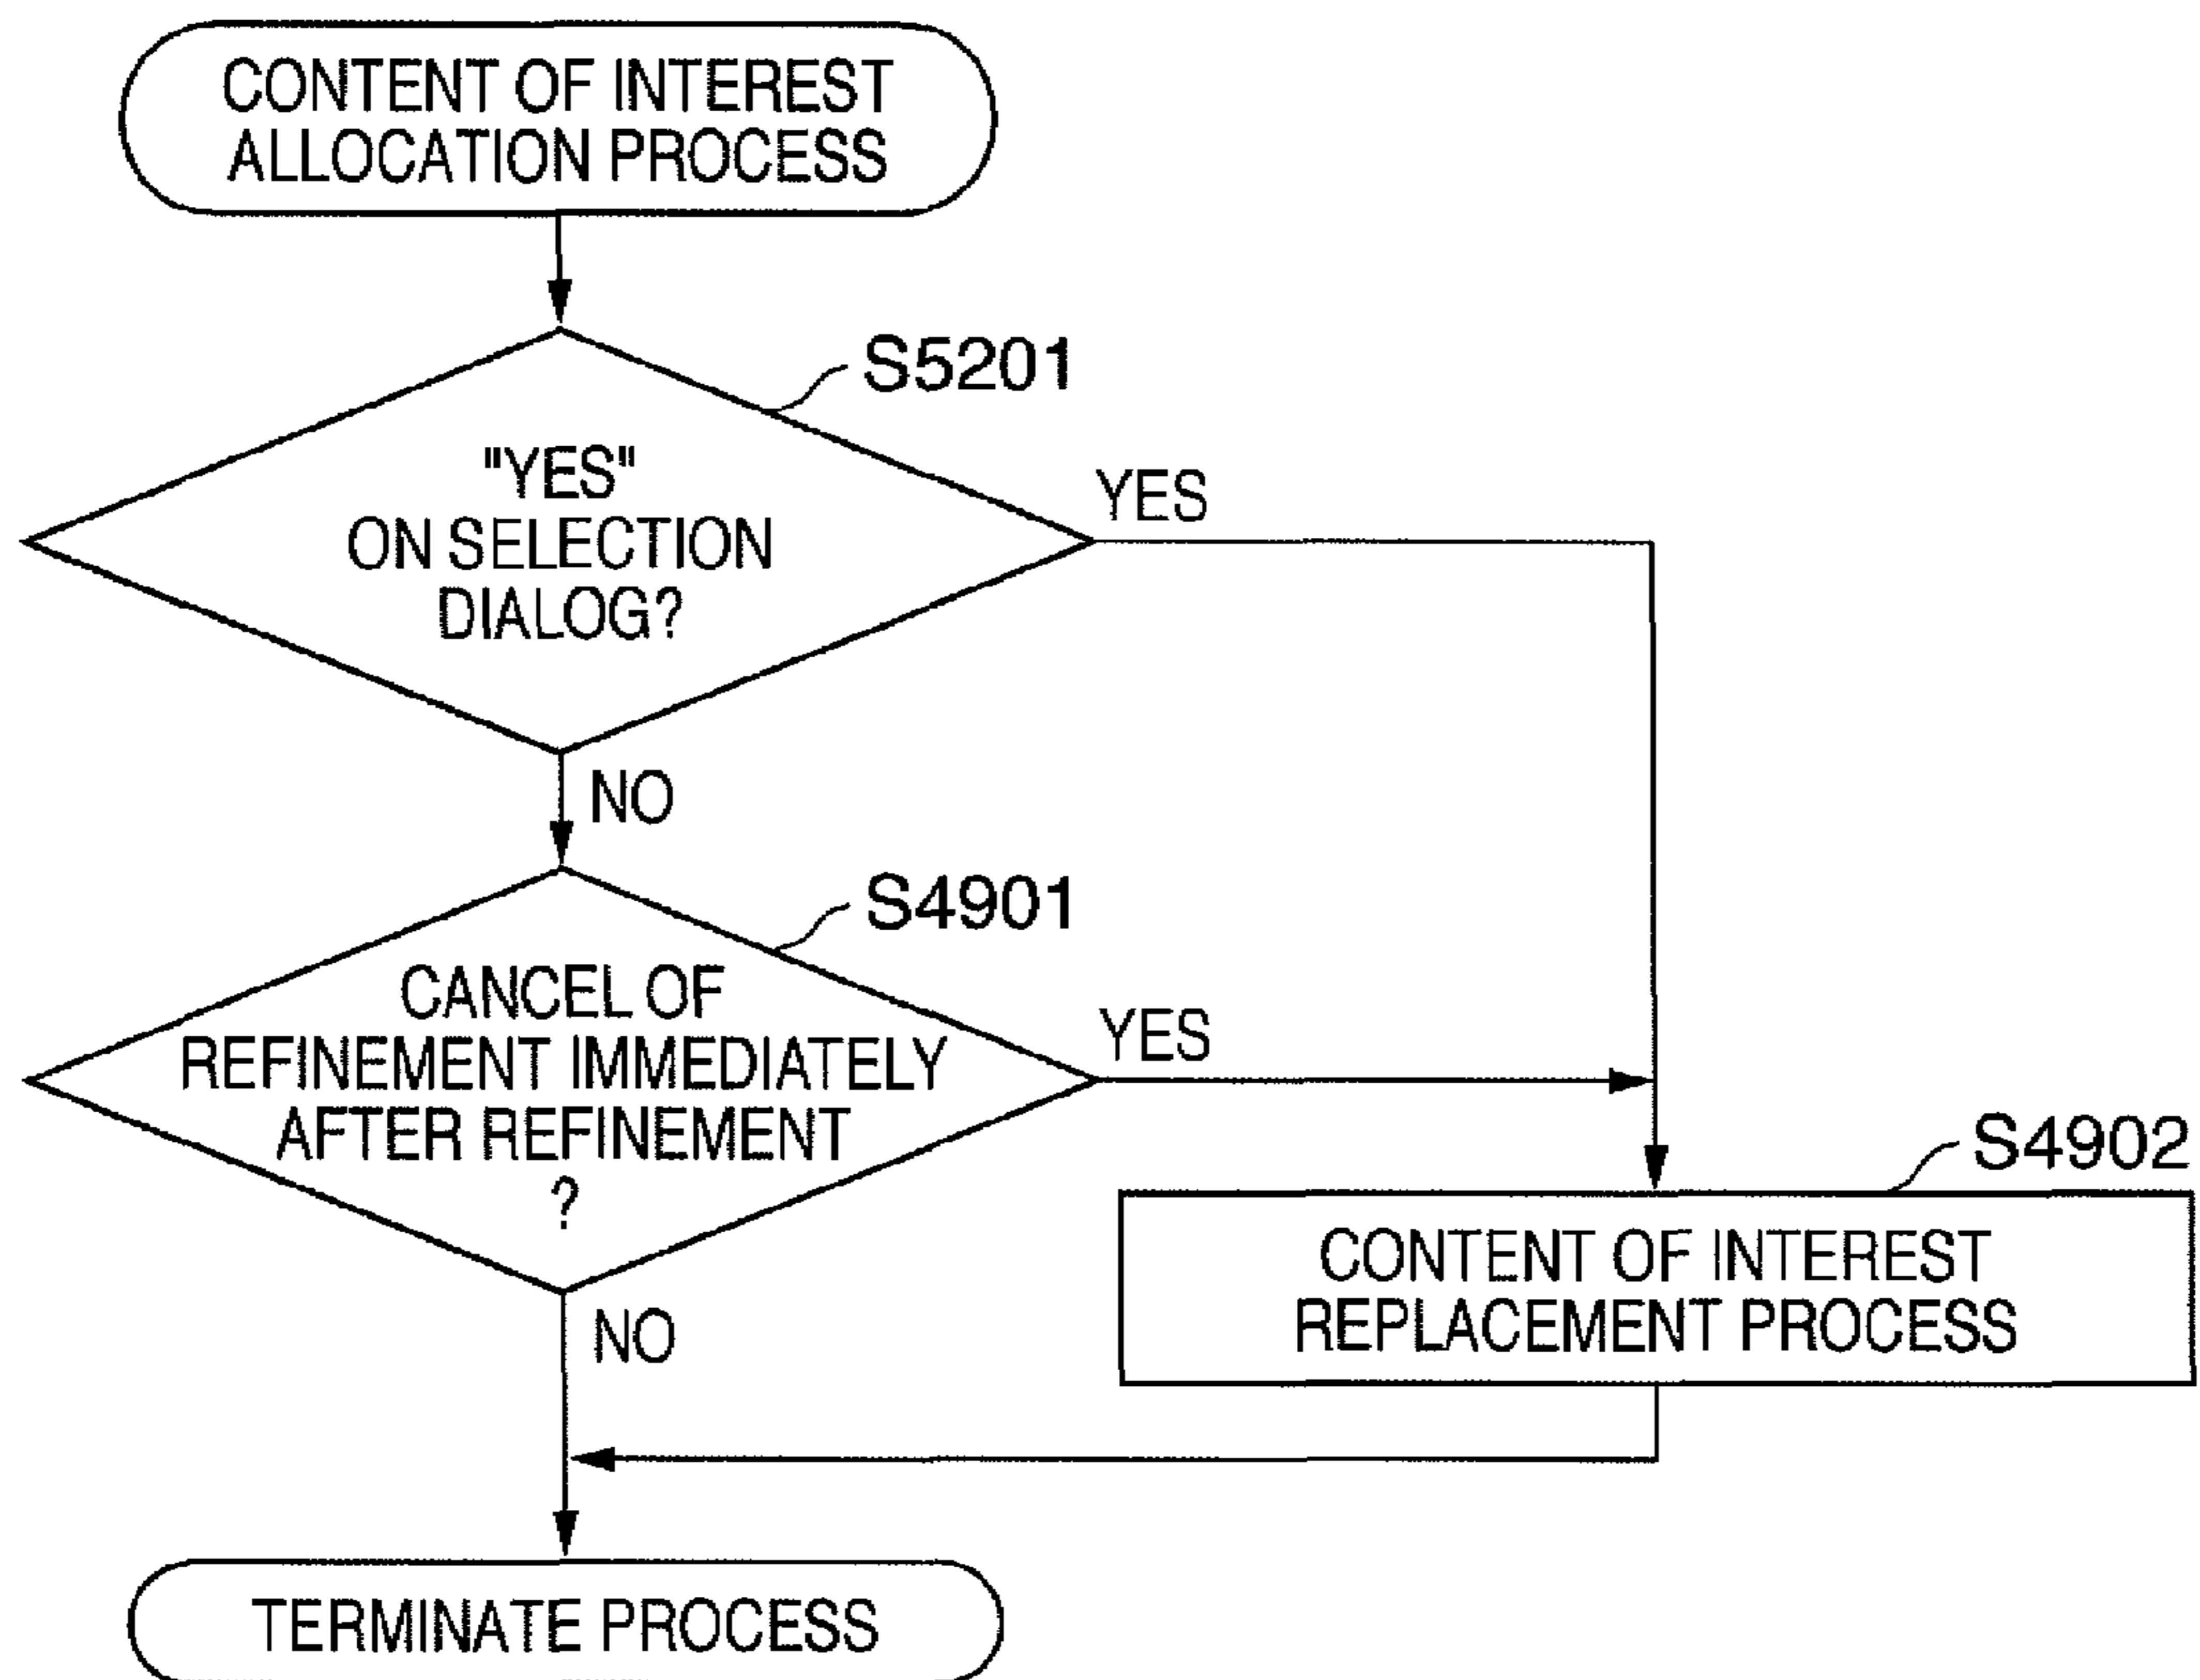 CONTENT OF INTEREST
ALLOCATION PROCESS
S5201
"YES"
ON SELECTION
DIALOG?
YES
NO
S4901
CANCEL OF
REFINEMENT IMMEDIATELY
AFTER REFINEMENT
?
YES
NO
S4902
CONTENT OF INTEREST
REPLACEMENT PROCESS
TERMINATE PROCESS